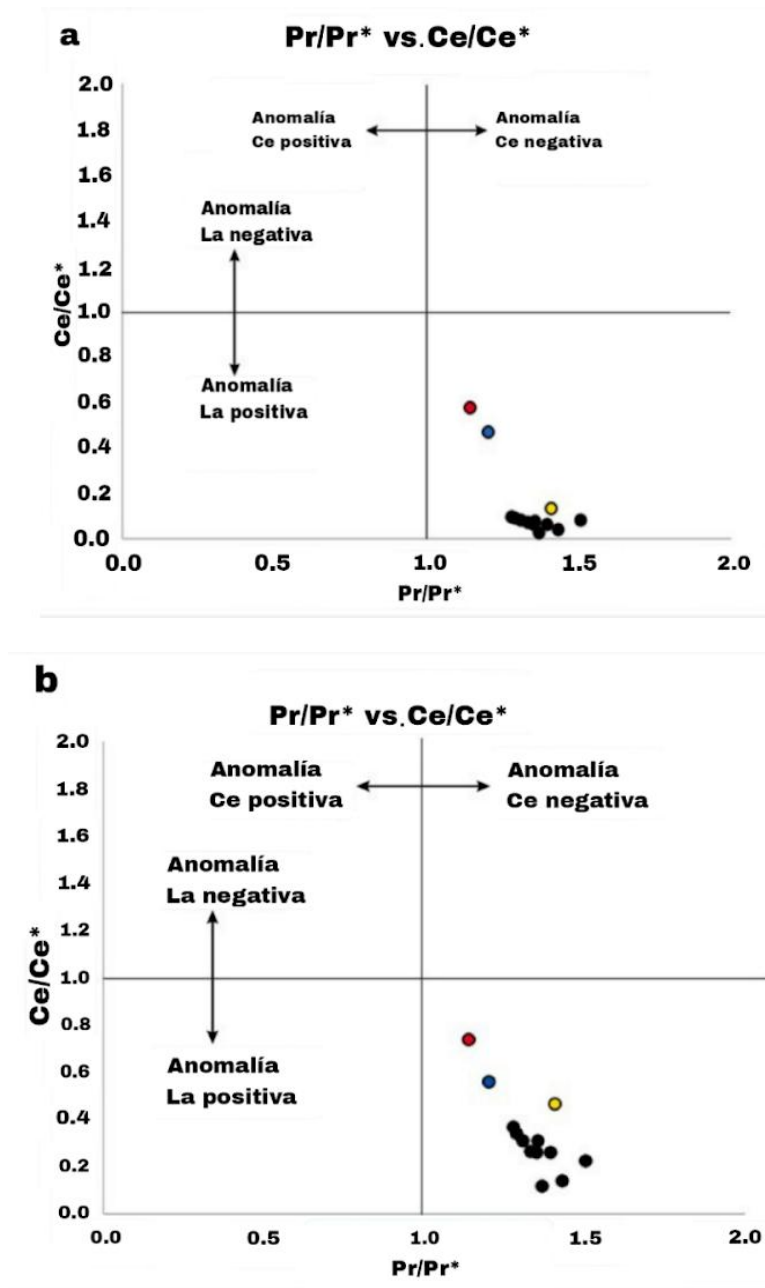 a
Pr/Pr* vs.Ce/Ce*
2.0
1.8
1.6
1.4
1.2
1.0
0.8
0.6
0.4
0.2
0.0
Ce/Ce*
Anomalía
Ce positiva
Anomalía
Ce negativa
Anomalía
La negativa
Anomalía
La positiva
0.0 0.5 1.0 1.5 2.0
Pr/Pr*
b
Pr/Pr* vs.Ce/Ce*
2.0
1.8
1.6
1.4
1.2
1.0
0.8
0.6
0.4
0.2
0.0
Ce/Ce*
Anomalía
Ce positiva
Anomalía
Ce negativa
Anomalía
La negativa
Anomalía
La positiva
0.0 0.5 1.0 1.5 2.0
Pr/Pr*